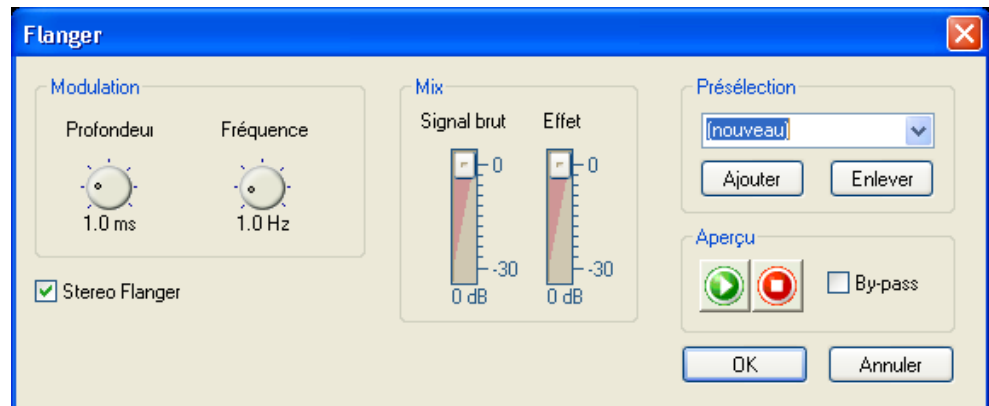 Flanger
Modulation
Profondeur
Fréquence
1.0 ms
1.0 Hz
Stereo Flanger
Mix
Signal brut
Effet
0
0
-30
-30
0 dB
0 dB
Présélection
(nouveau)
Ajouter
Enlever
Aperçu
By-pass
OK
Annuler